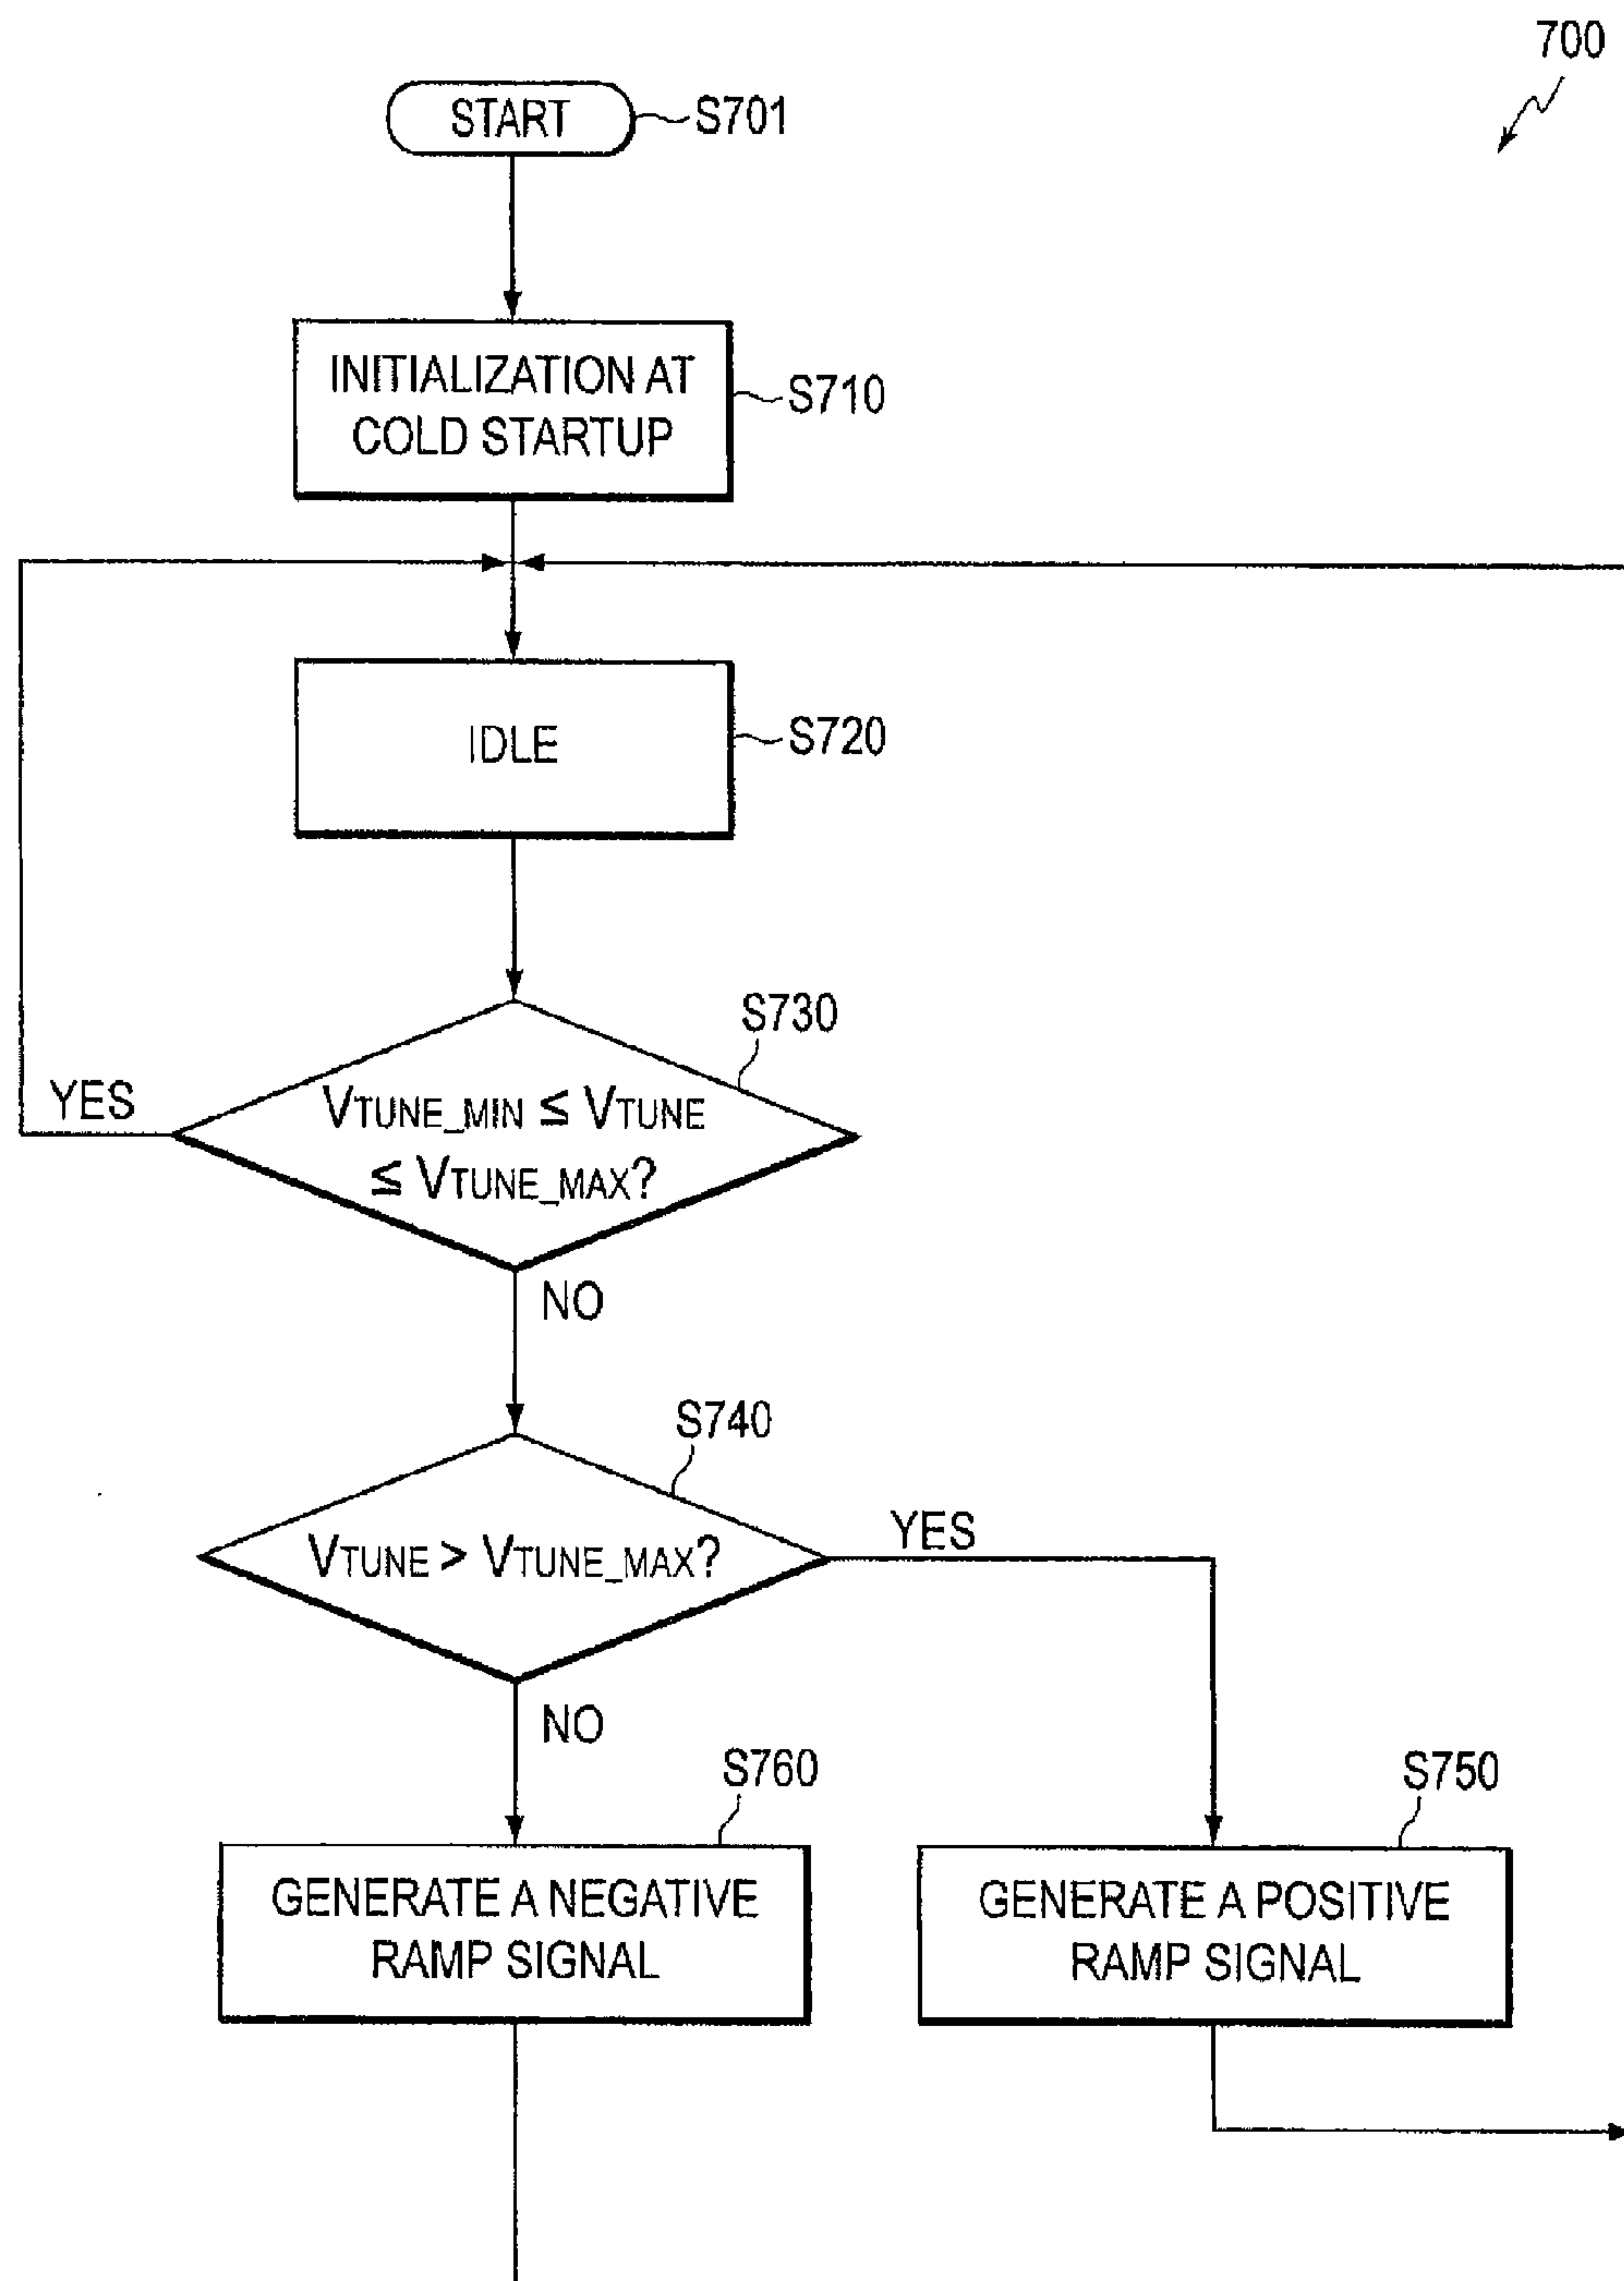 700
START
S701
INITIALIZATION AT
COLD STARTUP
S710
IDLE
S720
S730
YES
VTUNE_MIN ≤ VTUNE
≤ VTUNE_MAX?
NO
S740
VTUNE > VTUNE_MAX?
YES
NO
S760
S750
GENERATE A NEGATIVE
RAMP SIGNAL
GENERATE A POSITIVE
RAMP SIGNAL